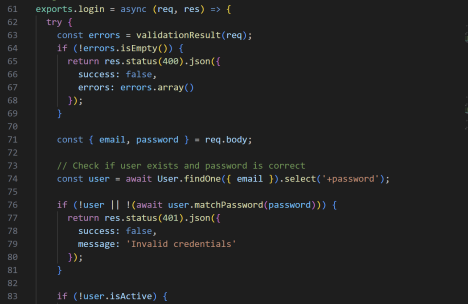 61 exports.login = async (req, res) => {
62 try {
63 const errors = validationResult(req);
64 if (!errors.isEmpty()) {
65 return res.status(400).json({
66 success: false,
67 errors: errors.array()
68 });
69 }
70
71 const { email, password } = req.body;
72
73 // Check if user exists and password is correct
74 const user = await User.findOne({ email }).select('+password');
75
76 if (!user || !(await user.matchPassword(password))) {
77 return res.status(401).json({
78 success: false,
79 message: 'Invalid credentials'
80 });
81 }
82
83 if (!user.isActive) {